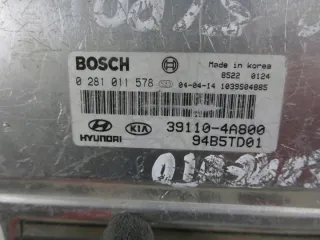 BOSCH
Made in korea
8522 0124
0 281 011 578
04-04-14 1039S04885
HYUNDAI KIA
39110-4A800
94B5TD01